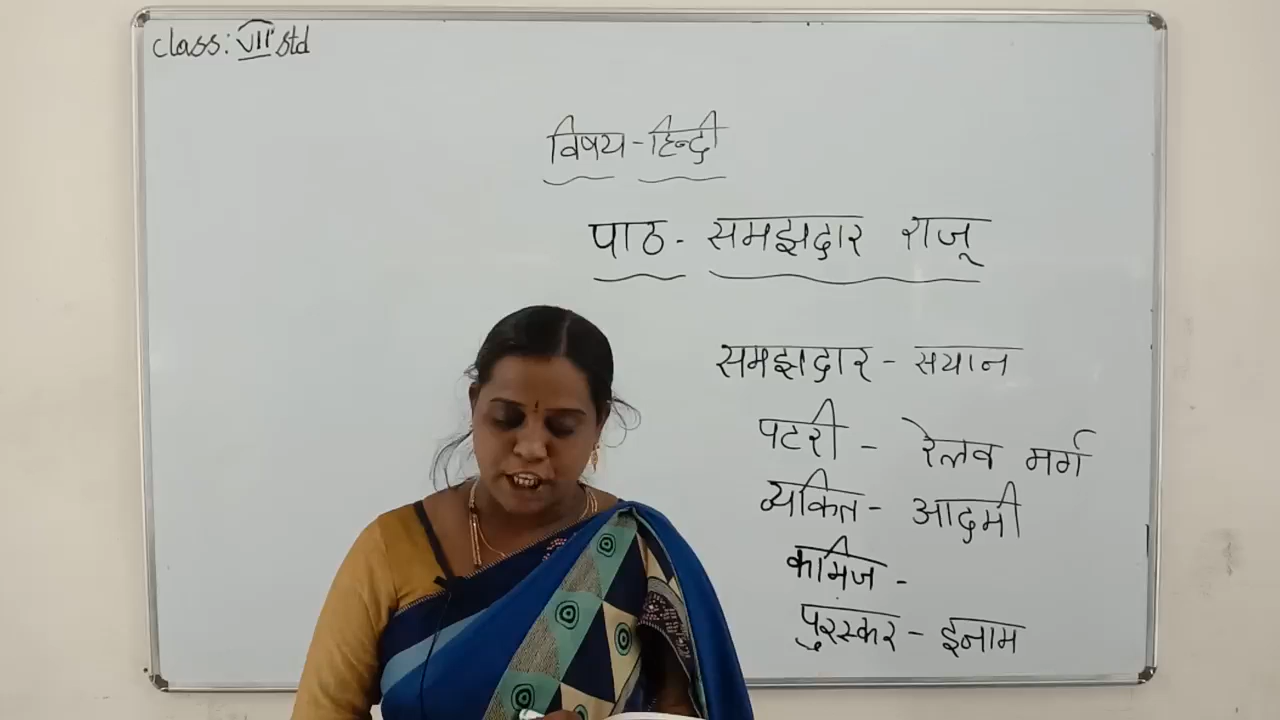 class: VII std
विषय - हिन्दी
पाठ - समझदार राजू
समझदार - सयान
पटरी - रेलव मर्ग
व्यकित - आदमी
कमिज -
पुरस्कर - इनाम